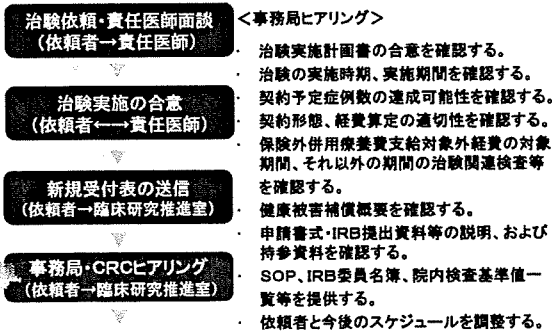 治験依頼・責任医師面談
(依頼者→責任医師)
治験実施の合意
(依頼者←→責任医師)
新規受付表の送信
(依頼者→臨床研究推進室)
事務局・CRCヒアリング
(依頼者→臨床研究推進室)
<事務局ヒアリング>
・ 治験実施計画書の合意を確認する。
・ 治験の実施時期、実施期間を確認する。
・ 契約予定症例数の達成可能性を確認する。
・ 契約形態、経費算定の適切性を確認する。
・ 保険外併用療養費支給対象外経費の対象
期間、それ以外の期間の治験関連検査等
を確認する。
・ 健康被害補償概要を確認する。
・ 申請書式・IRB提出資料等の説明、および
持参資料を確認する。
・ SOP、IRB委員名簿、院内検査基準値一
覧等を提供する。
・ 依頼者と今後のスケジュールを調整する。